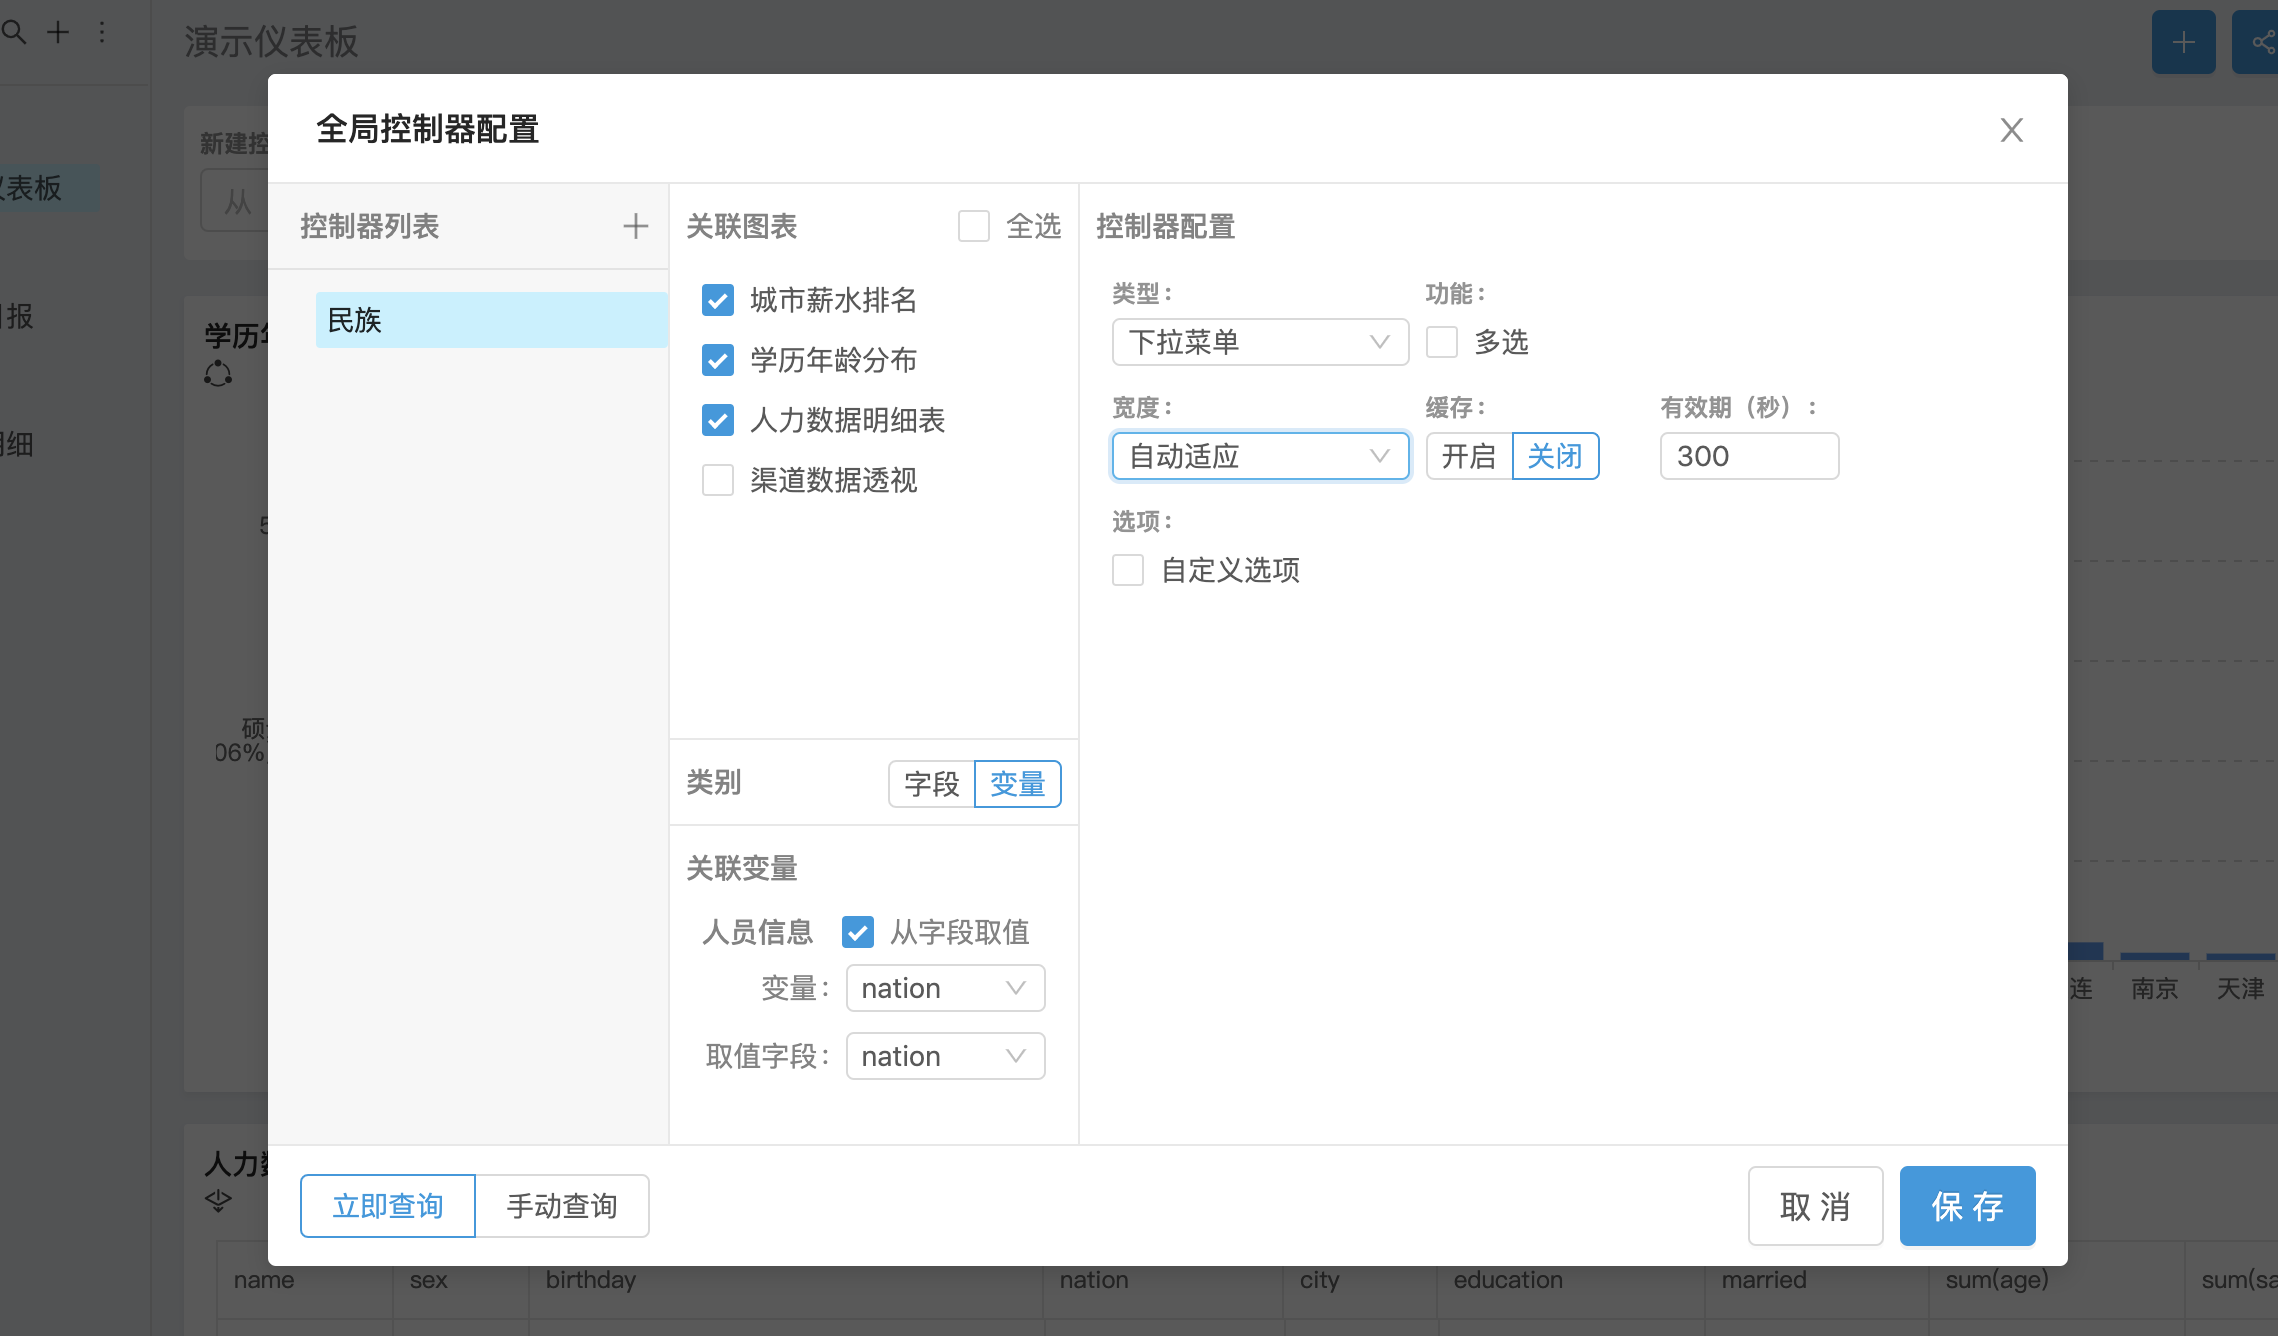 演示仪表板
新建控
从
仪表板
全局控制器配置
控制器列表
民族
关联图表
全选
城市薪水排名
学历年龄分布
人力数据明细表
渠道数据透视
类别
字段
变量
关联变量
人员信息
从字段取值
变量：
nation
取值字段：
nation
控制器配置
类型：
功能：
下拉菜单
多选
宽度：
缓存：
有效期（秒）：
自动适应
开启
关闭
300
选项：
自定义选项
立即查询
手动查询
取 消
保 存
报
细
学历年
5
硕
06%
连
南京
天津
人力数
name
sex
birthday
nation
city
education
married
sum(age)
sum(sa